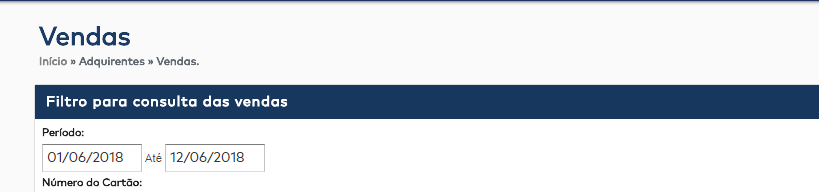 Vendas
Início » Adquirentes » Vendas.
Filtro para consulta das vendas
Período:
01/06/2018 Até 12/06/2018
Número do Cartão: